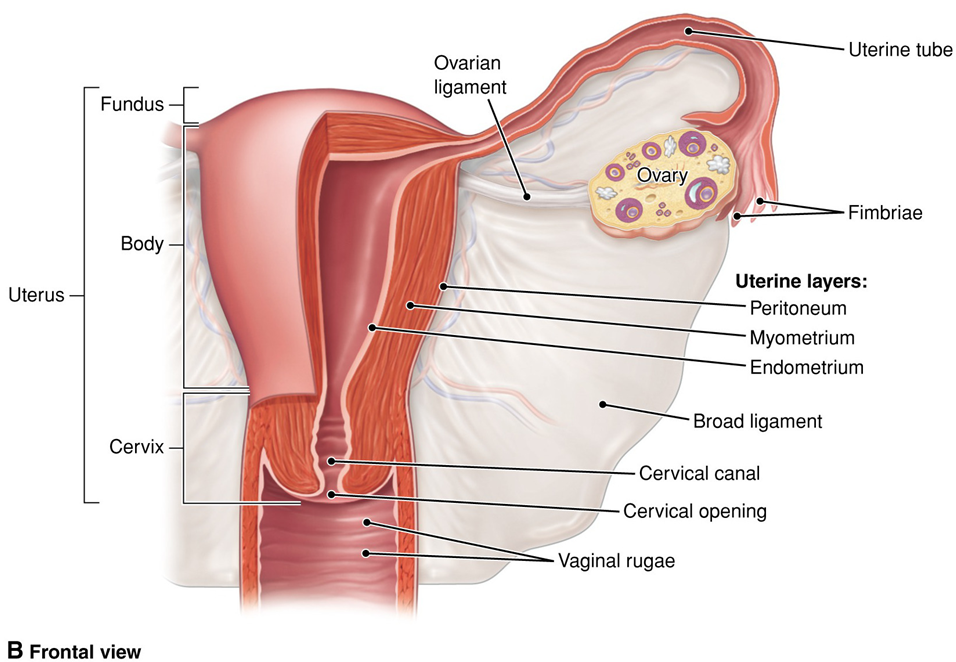 Uterine tube
Ovarian
ligament
Fundus
Ovary
Fimbriae
Body
Uterine layers:
Uterus
Peritoneum
Myometrium
Endometrium
Broad ligament
Cervix
Cervical canal
Cervical opening
Vaginal rugae
B Frontal view